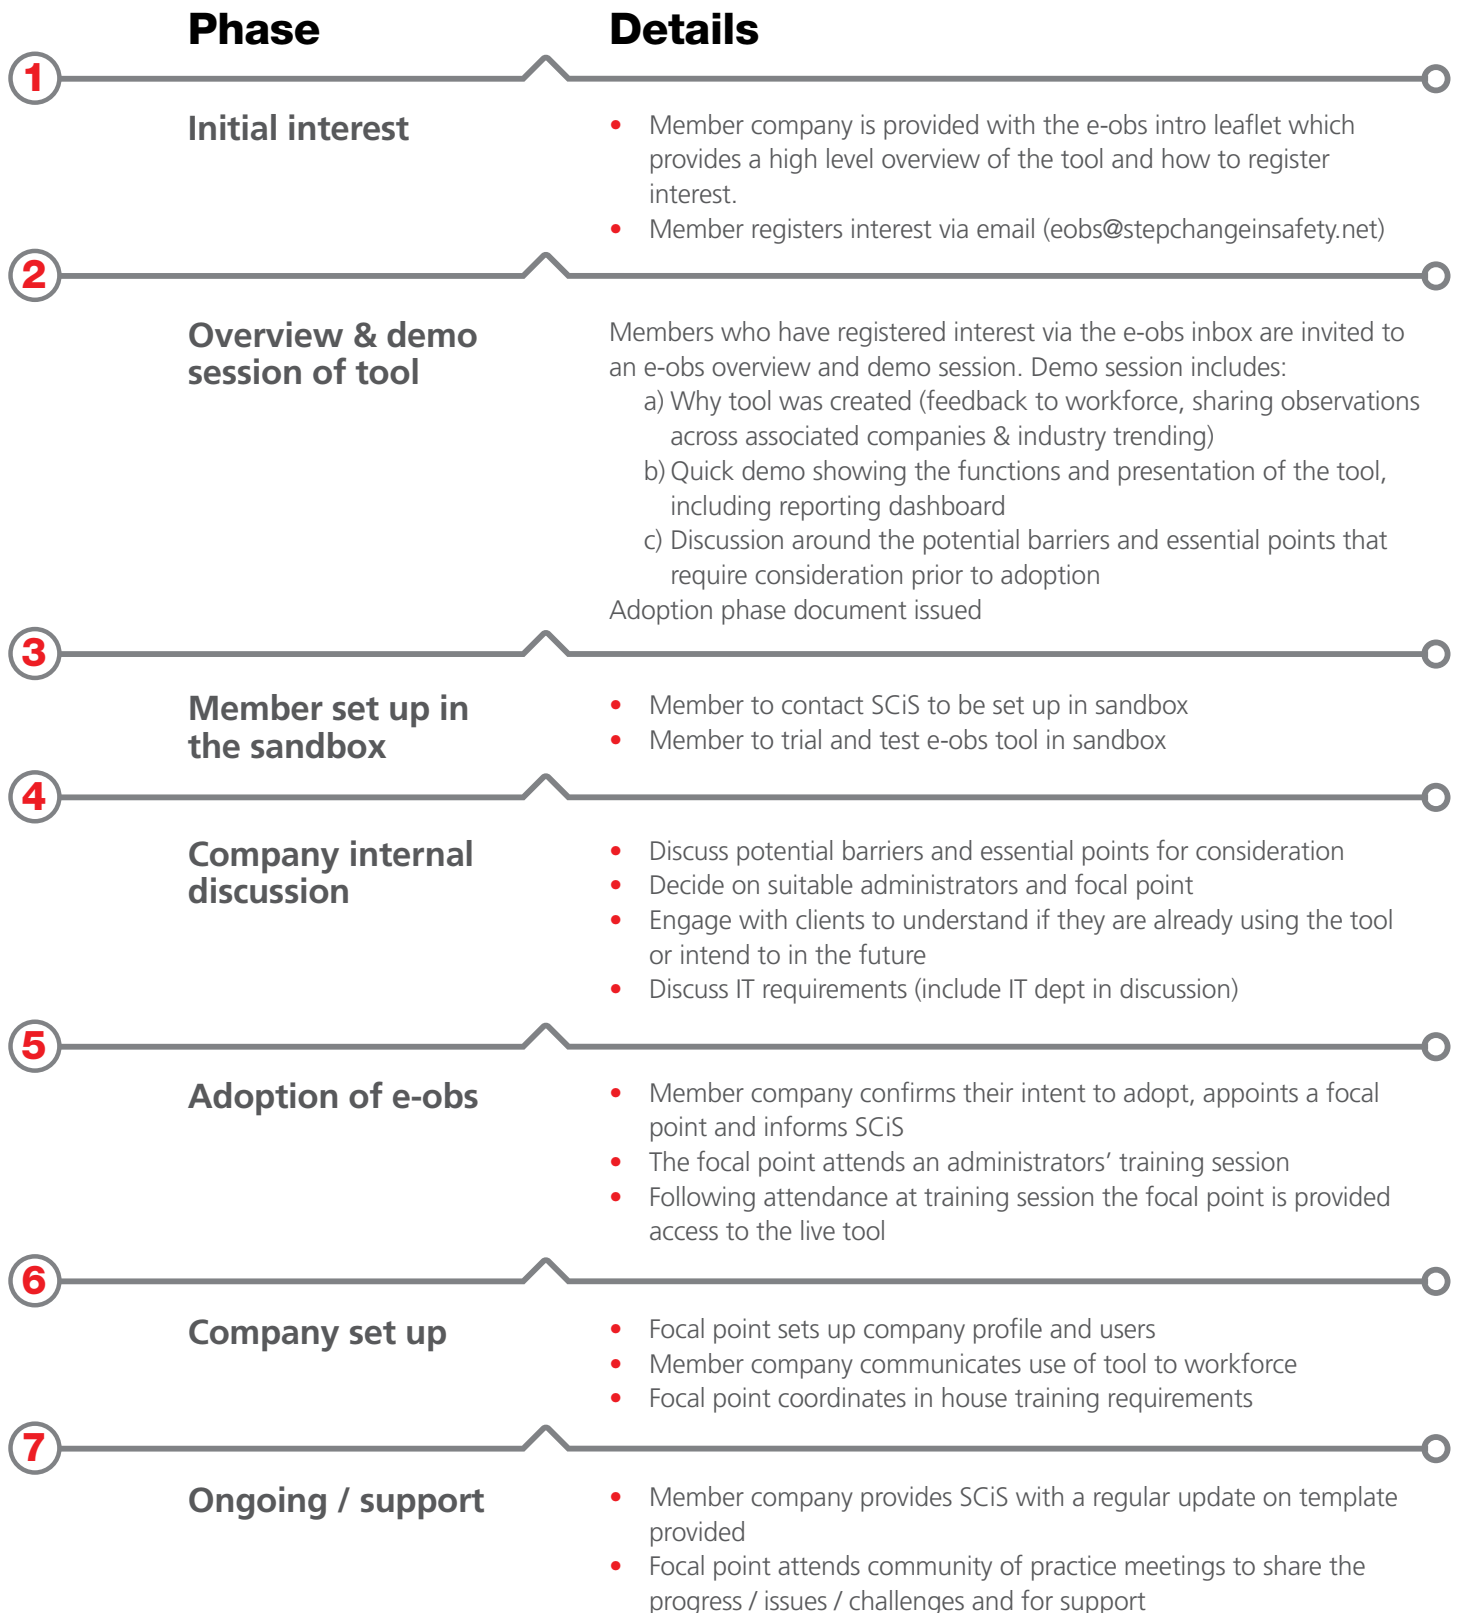 Phase Details
1
Initial interest
• Member company is provided with the e-obs intro leaflet which
provides a high level overview of the tool and how to register
interest.
• Member registers interest via email (eobs@stepchangeinsafety.net)
2
Overview & demo
session of tool
Members who have registered interest via the e-obs inbox are invited to
an e-obs overview and demo session. Demo session includes:
a) Why tool was created (feedback to workforce, sharing observations
across associated companies & industry trending)
b) Quick demo showing the functions and presentation of the tool,
including reporting dashboard
c) Discussion around the potential barriers and essential points that
require consideration prior to adoption
Adoption phase document issued
3
Member set up in
the sandbox
• Member to contact SCiS to be set up in sandbox
• Member to trial and test e-obs tool in sandbox
4
Company internal
discussion
• Discuss potential barriers and essential points for consideration
• Decide on suitable administrators and focal point
• Engage with clients to understand if they are already using the tool
or intend to in the future
• Discuss IT requirements (include IT dept in discussion)
5
Adoption of e-obs
• Member company confirms their intent to adopt, appoints a focal
point and informs SCiS
• The focal point attends an administrators’ training session
• Following attendance at training session the focal point is provided
access to the live tool
6
Company set up
• Focal point sets up company profile and users
• Member company communicates use of tool to workforce
• Focal point coordinates in house training requirements
7
Ongoing / support
• Member company provides SCiS with a regular update on template
provided
• Focal point attends community of practice meetings to share the
progress / issues / challenges and for support